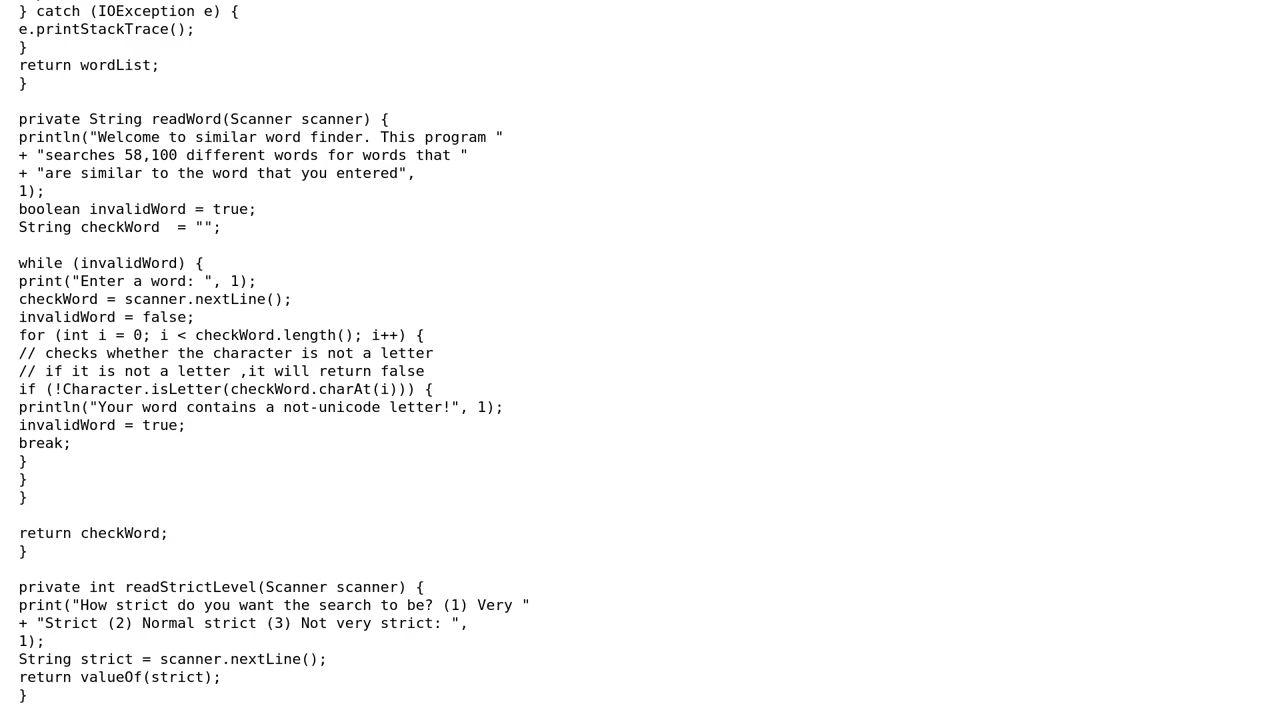 } catch (IOException e) {
e.printStackTrace();
}
return wordList;
}

private String readWord(Scanner scanner) {
println("Welcome to similar word finder. This program "
+ "searches 58,100 different words for words that "
+ "are similar to the word that you entered",
1);
boolean invalidWord = true;
String checkWord  = "";

while (invalidWord) {
print("Enter a word: ", 1);
checkWord = scanner.nextLine();
invalidWord = false;
for (int i = 0; i < checkWord.length(); i++) {
// checks whether the character is not a letter
// if it is not a letter ,it will return false
if (!Character.isLetter(checkWord.charAt(i))) {
println("Your word contains a not-unicode letter!", 1);
invalidWord = true;
break;
}
}
}

return checkWord;
}

private int readStrictLevel(Scanner scanner) {
print("How strict do you want the search to be? (1) Very "
+ "Strict (2) Normal strict (3) Not very strict: ",
1);
String strict = scanner.nextLine();
return valueOf(strict);
}